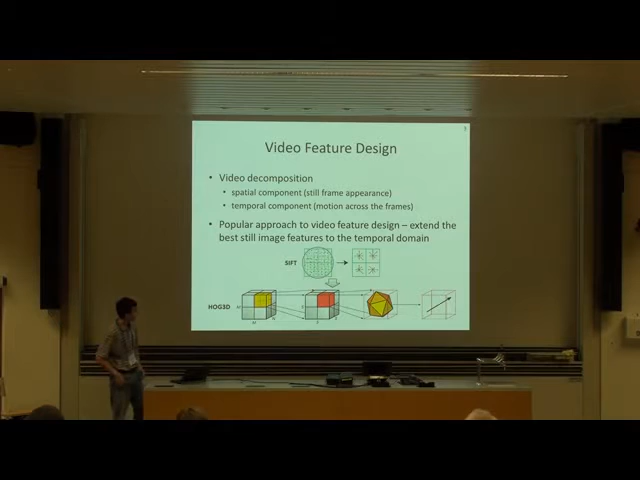 3
Video Feature Design
• Video decomposition
• spatial component (still frame appearance)
• temporal component (motion across the frames)
• Popular approach to video feature design – extend the
best still image features to the temporal domain
SIFT
HOG3D